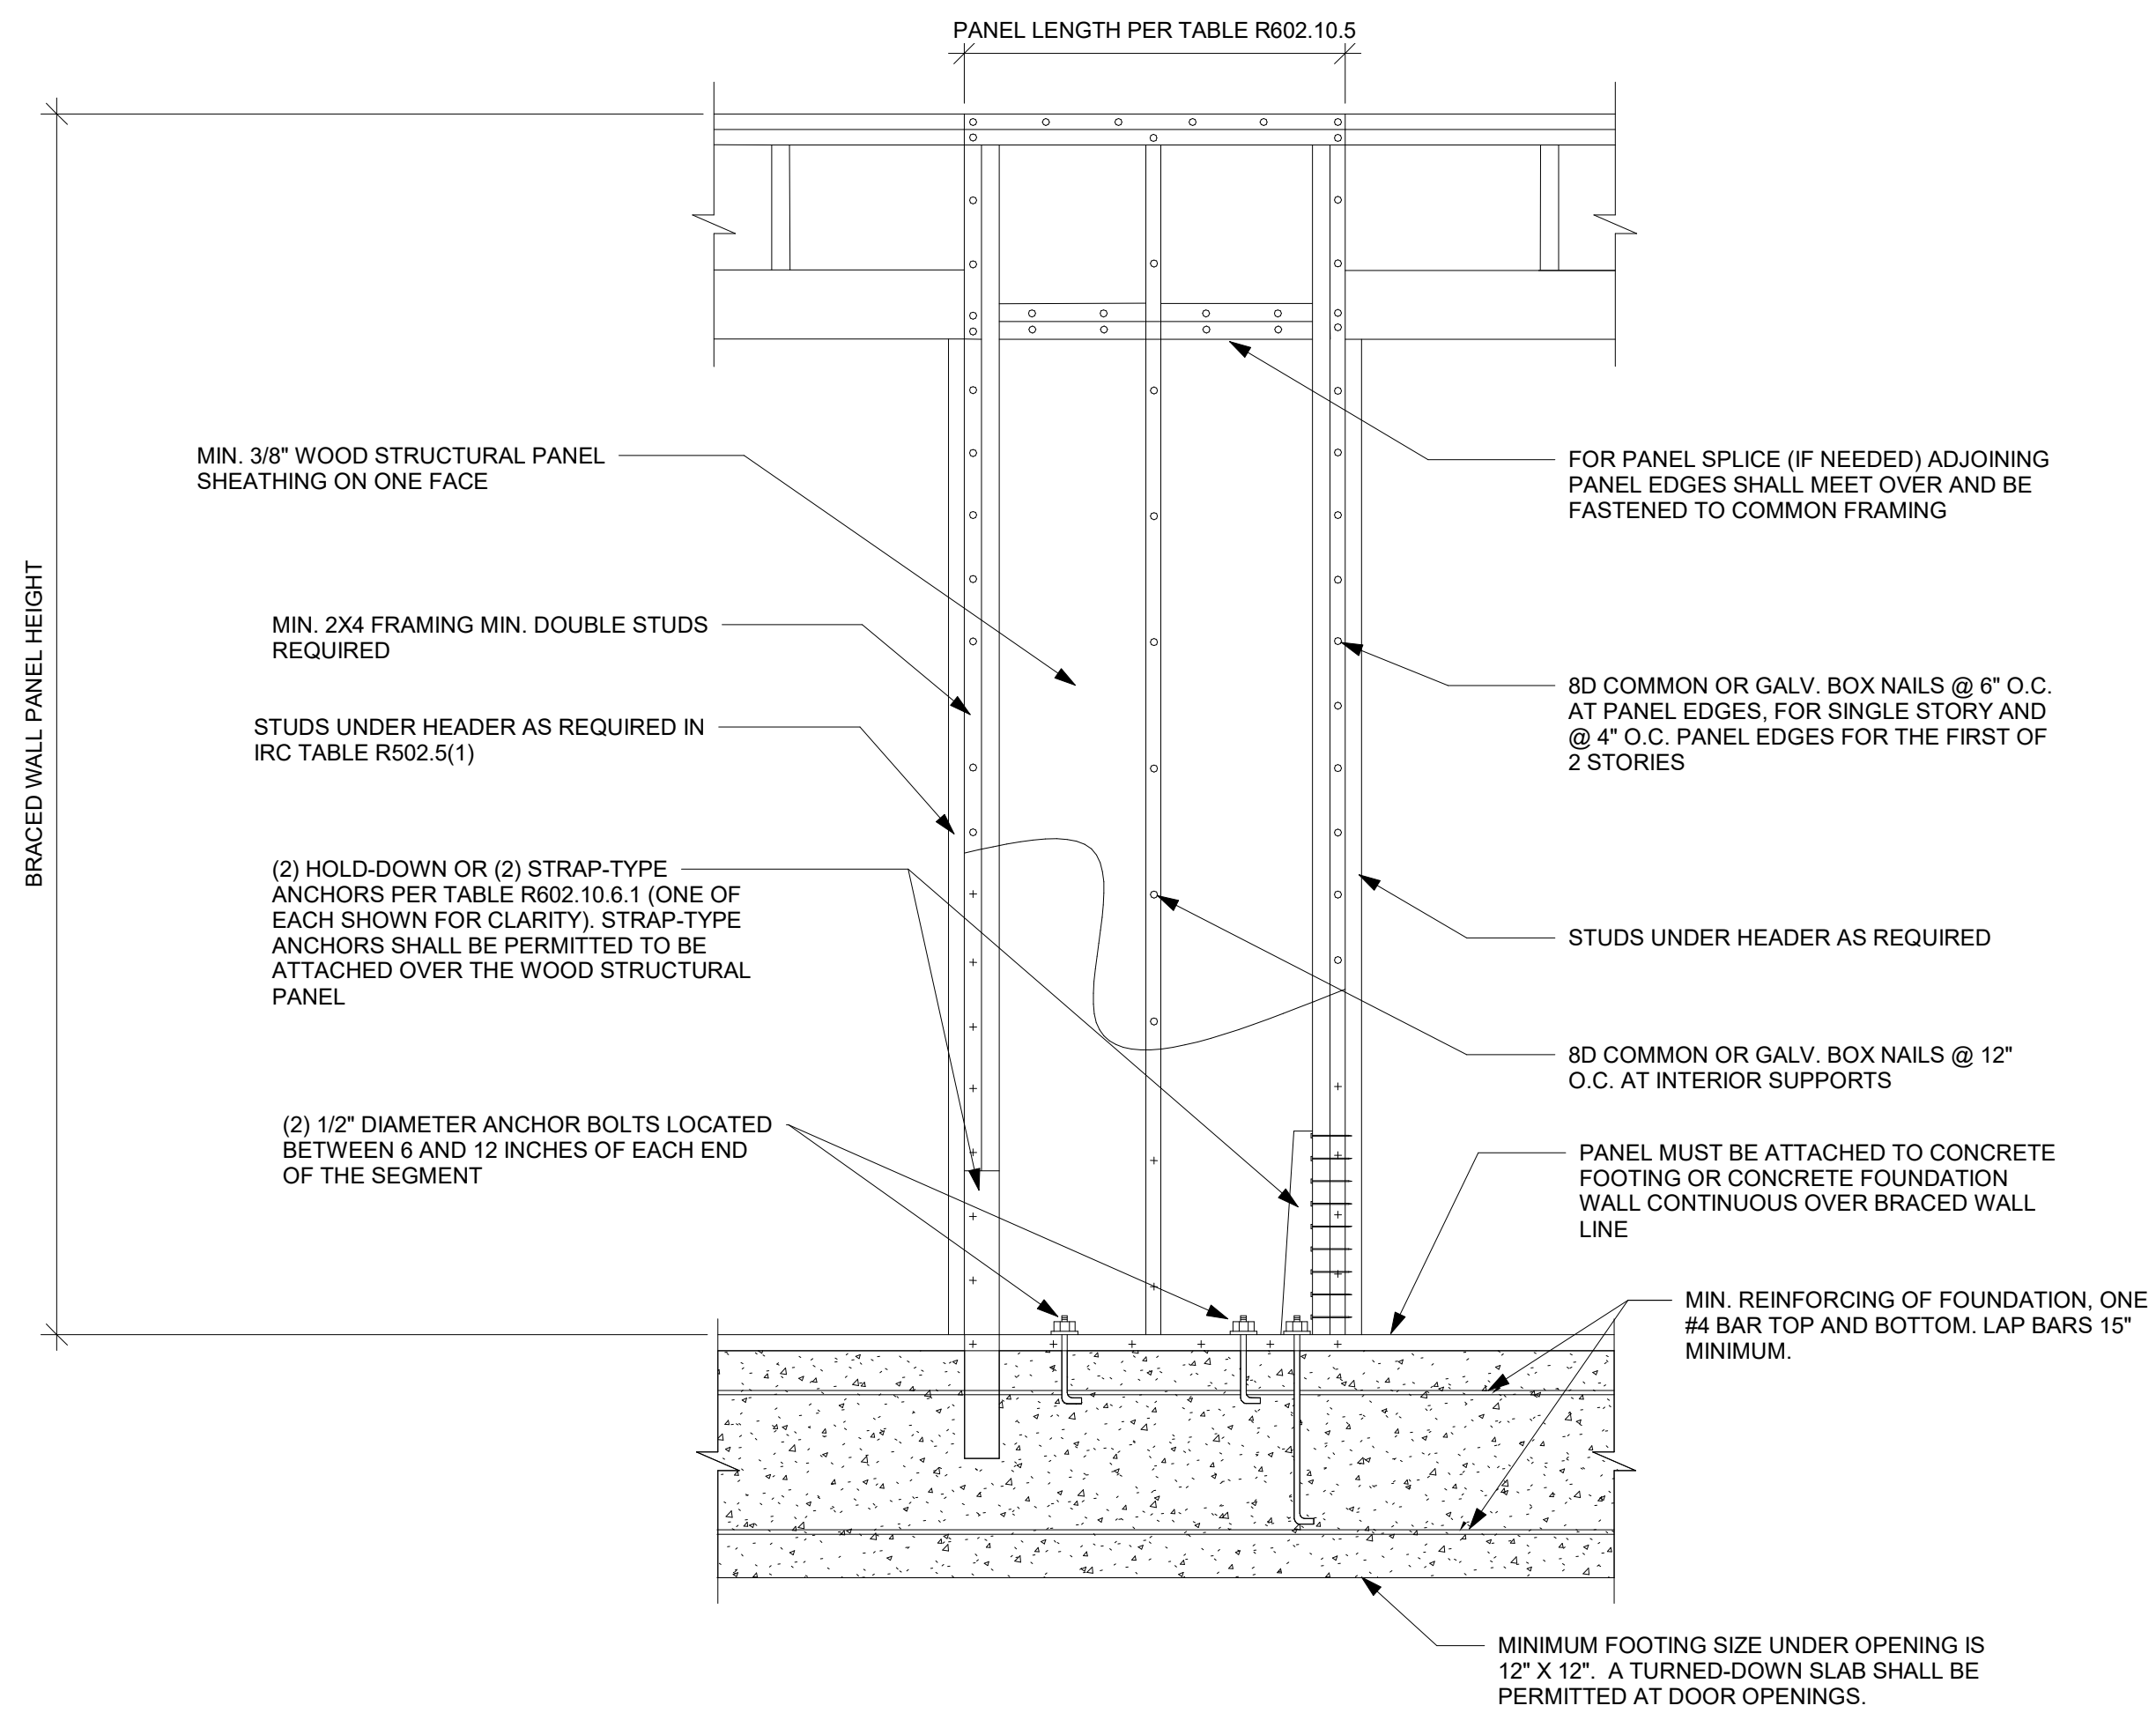 PANEL LENGTH PER TABLE R602.10.5
BRACED WALL PANEL HEIGHT
MIN. 3/8" WOOD STRUCTURAL PANEL
SHEATHING ON ONE FACE
MIN. 2X4 FRAMING MIN. DOUBLE STUDS
REQUIRED
STUDS UNDER HEADER AS REQUIRED IN
IRC TABLE R502.5(1)
(2) HOLD-DOWN OR (2) STRAP-TYPE
ANCHORS PER TABLE R602.10.6.1 (ONE OF
EACH SHOWN FOR CLARITY). STRAP-TYPE
ANCHORS SHALL BE PERMITTED TO BE
ATTACHED OVER THE WOOD STRUCTURAL
PANEL
(2) 1/2" DIAMETER ANCHOR BOLTS LOCATED
BETWEEN 6 AND 12 INCHES OF EACH END
OF THE SEGMENT
FOR PANEL SPLICE (IF NEEDED) ADJOINING
PANEL EDGES SHALL MEET OVER AND BE
FASTENED TO COMMON FRAMING
8D COMMON OR GALV. BOX NAILS @ 6" O.C.
AT PANEL EDGES, FOR SINGLE STORY AND
@ 4" O.C. PANEL EDGES FOR THE FIRST OF
2 STORIES
STUDS UNDER HEADER AS REQUIRED
8D COMMON OR GALV. BOX NAILS @ 12"
O.C. AT INTERIOR SUPPORTS
PANEL MUST BE ATTACHED TO CONCRETE
FOOTING OR CONCRETE FOUNDATION
WALL CONTINUOUS OVER BRACED WALL
LINE
MIN. REINFORCING OF FOUNDATION, ONE
#4 BAR TOP AND BOTTOM. LAP BARS 15"
MINIMUM.
MINIMUM FOOTING SIZE UNDER OPENING IS
12" X 12". A TURNED-DOWN SLAB SHALL BE
PERMITTED AT DOOR OPENINGS.